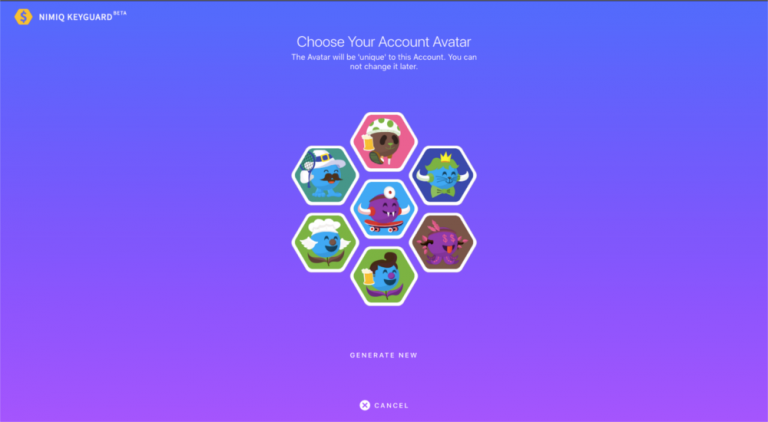 NIMIQ KEYGUARD BETA
Choose Your Account Avatar
The Avatar will be 'unique' to this Account. You can
not change it later.
GENERATE NEW
CANCEL